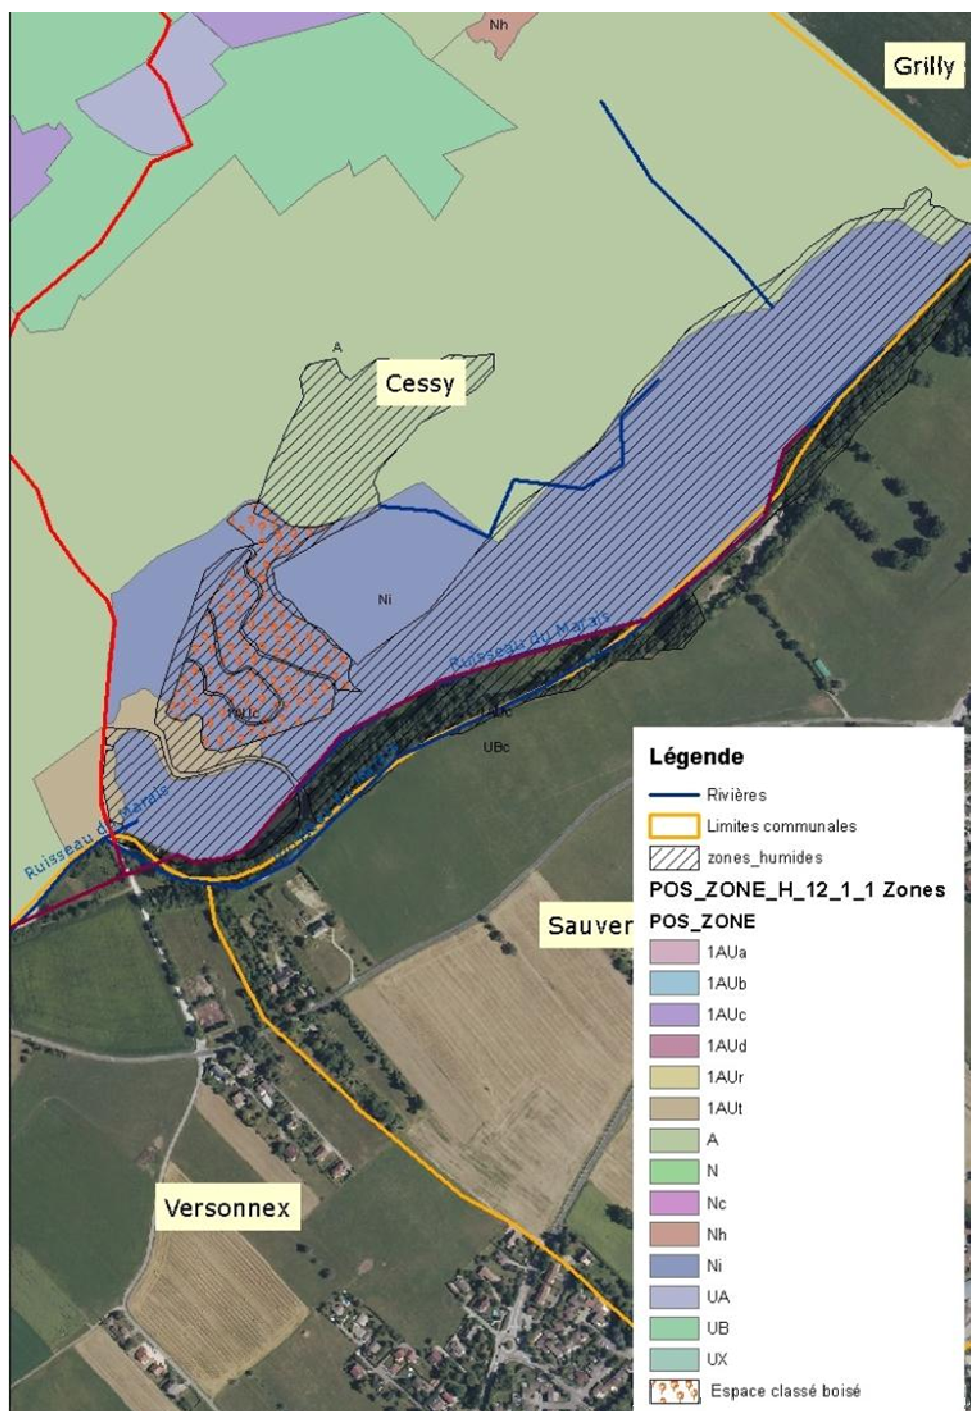 Nh
Grilly
A
Cessy
Ni
Ruisseau du Marais
UBc
Ruisseau du Marais
Sauver
Versonnex
Légende
Rivières
Limites communales
zones_humides
POS_ZONE_H_12_1_1 Zones
POS_ZONE
1AUa
1AUb
1AUc
1AUd
1AUr
1AUt
A
N
Nc
Nh
Ni
UA
UB
UX
Espace classé boisé